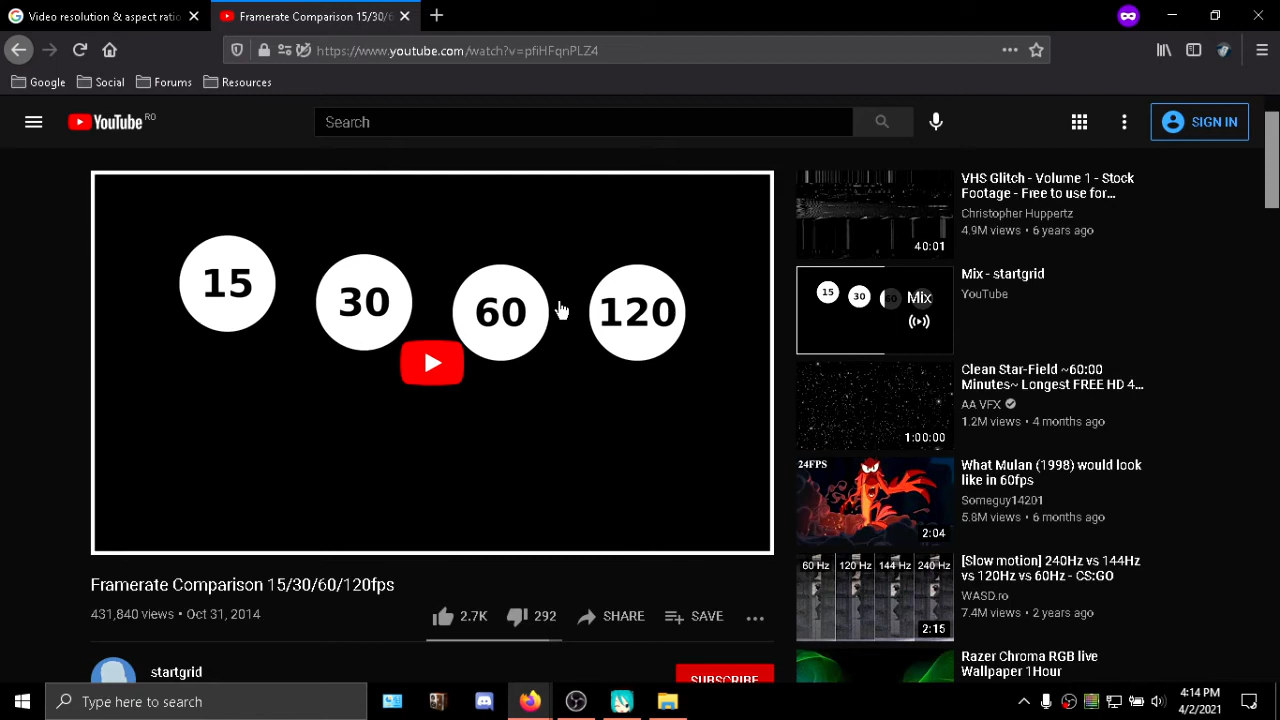 Video resolution & aspect ratio
Framerate Comparison 15/30/6
https://www.youtube.com/watch?v=pfiHFqnPLZ4
Google
Social
Forums
Resources
YouTube RO
Search
SIGN IN
15
30
60
120
Framerate Comparison 15/30/60/120fps
431,840 views • Oct 31, 2014
2.7K
292
SHARE
SAVE
startgrid
SUBSCRIBE
40:01
VHS Glitch - Volume 1 - Stock
Footage - Free to use for...
Christopher Huppertz
4.9M views • 6 years ago
15
30
60
Mix
Mix - startgrid
YouTube
1:00:00
Clean Star-Field ~60:00
Minutes~ Longest FREE HD 4...
AA VFX
1.2M views • 4 months ago
24FPS
2:04
What Mulan (1998) would look
like in 60fps
Someguy14201
5.8M views • 6 months ago
60 Hz
120 Hz
144 Hz
240 Hz
2:15
[Slow motion] 240Hz vs 144Hz
vs 120Hz vs 60Hz - CS:GO
WASD.ro
7.4M views • 2 years ago
Razer Chroma RGB live
Wallpaper 1Hour
Type here to search
4:14 PM
4/2/2021